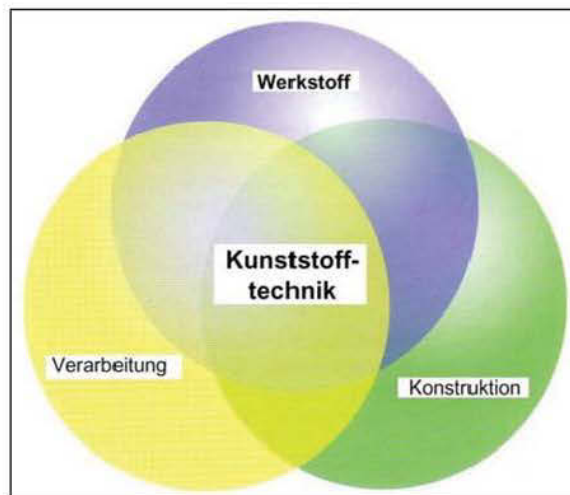 Werkstoff
Kunststoff-
technik
Verarbeitung
Konstruktion